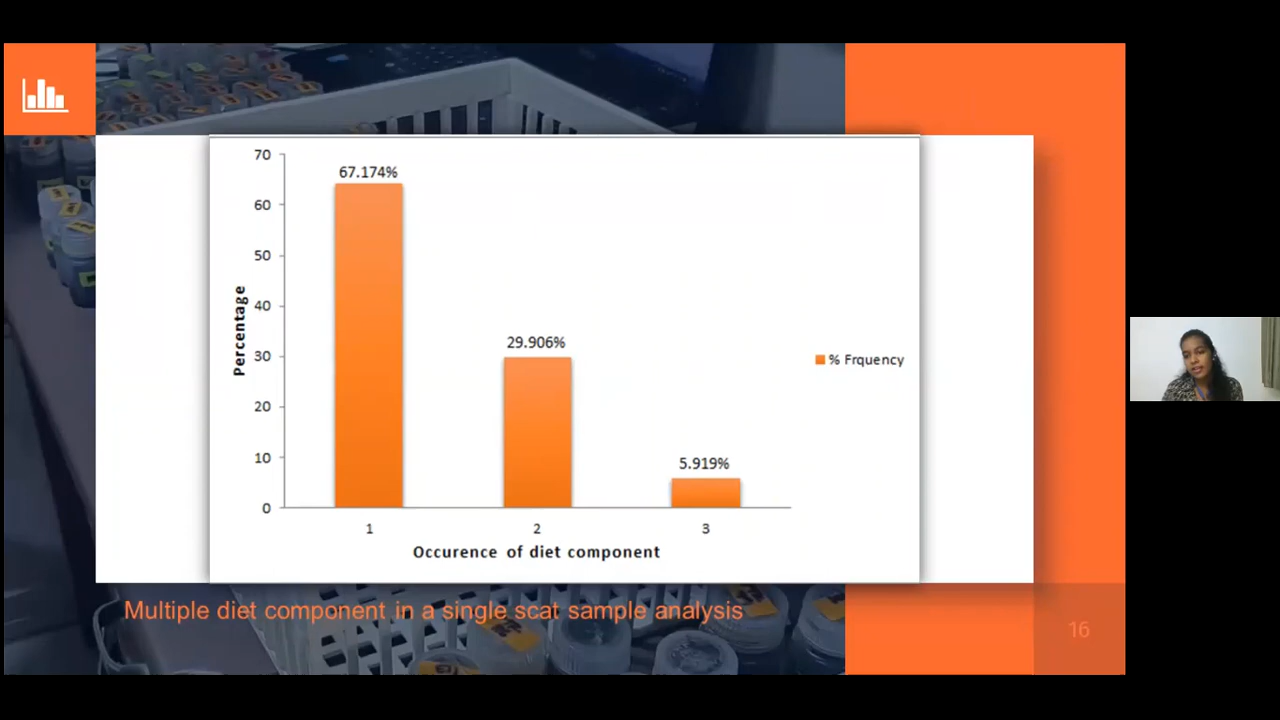 70
67.174%
60
50
40
29.906%
30
% Frquency
20
10
5.919%
0
1 2 3
Percentage
Occurence of diet component
Multiple diet component in a single scat sample analysis
16